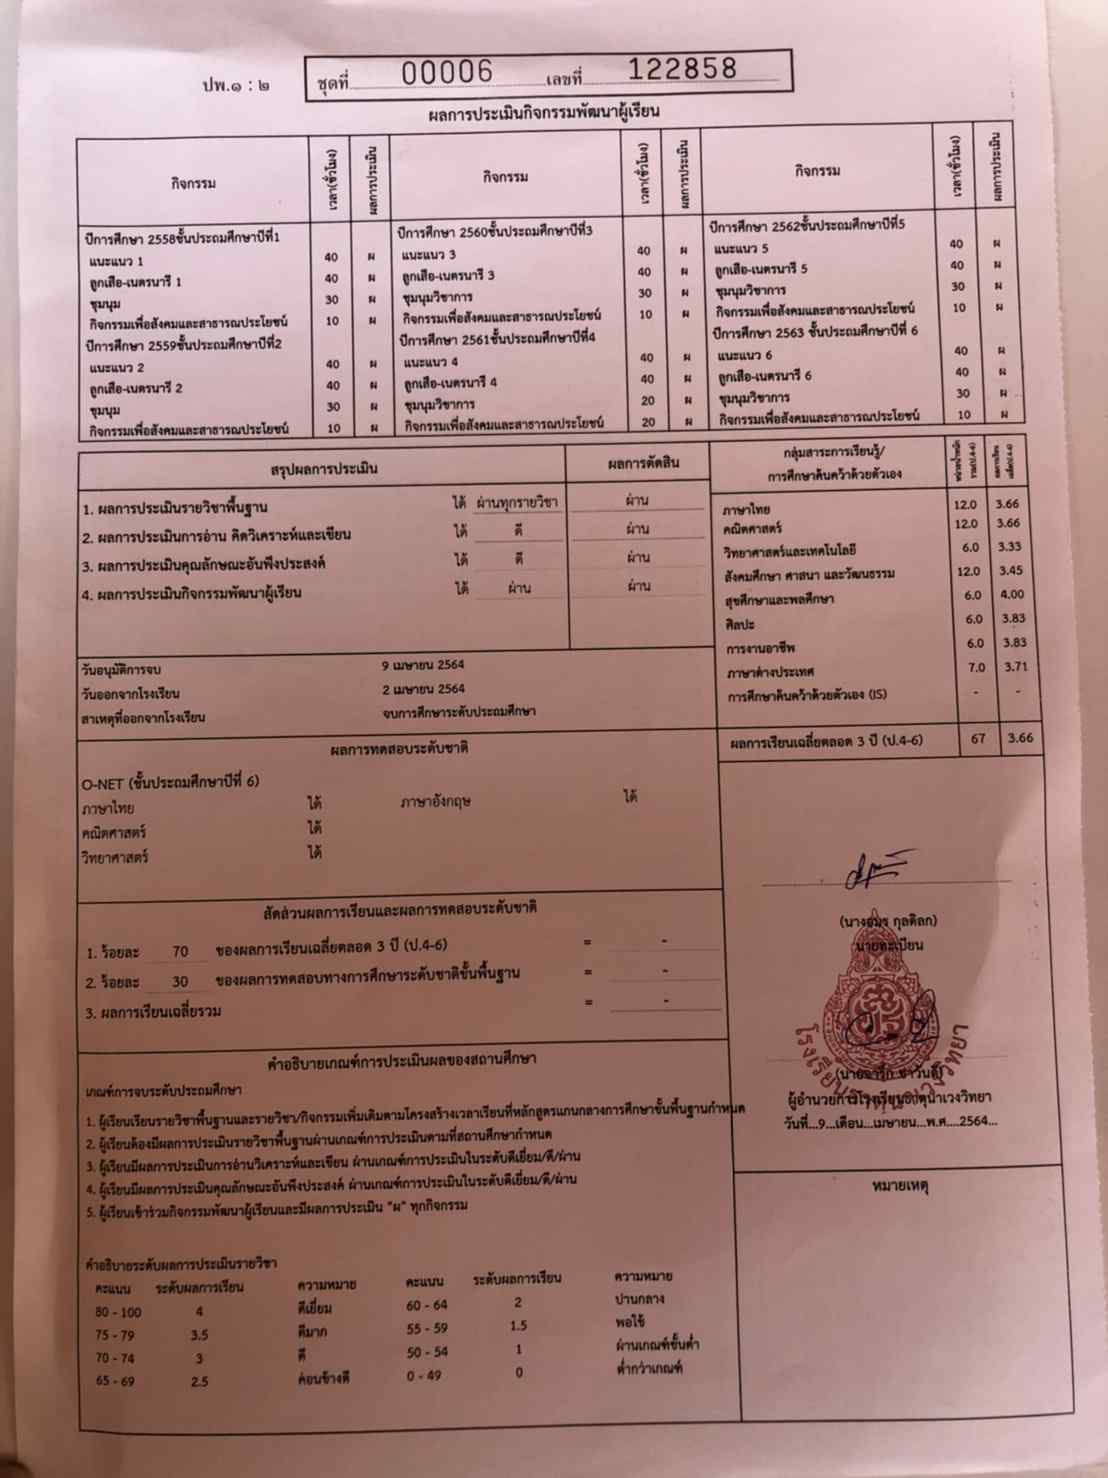 ปพ.๑ : ๒
ชุดที่ 00006 เลขที่ 122858
ผลการประเมินกิจกรรมพัฒนาผู้เรียน
กิจกรรม เวลา(ชั่วโมง) ผลการประเมิน กิจกรรม เวลา(ชั่วโมง) ผลการประเมิน กิจกรรม เวลา(ชั่วโมง) ผลการประเมิน
ปีการศึกษา 2558ชั้นประถมศึกษาปีที่1
แนะแนว 1 40 ผ
ลูกเสือ-เนตรนารี 1 40 ผ
ชุมนุม 30 ผ
กิจกรรมเพื่อสังคมและสาธารณประโยชน์ 10 ผ
ปีการศึกษา 2559ชั้นประถมศึกษาปีที่2
แนะแนว 2 40 ผ
ลูกเสือ-เนตรนารี 2 40 ผ
ชุมนุม 30 ผ
กิจกรรมเพื่อสังคมและสาธารณประโยชน์ 10 ผ
ปีการศึกษา 2560ชั้นประถมศึกษาปีที่3
แนะแนว 3 40 ผ
ลูกเสือ-เนตรนารี 3 40 ผ
ชุมนุมวิชาการ 30 ผ
กิจกรรมเพื่อสังคมและสาธารณประโยชน์ 10 ผ
ปีการศึกษา 2561ชั้นประถมศึกษาปีที่4
แนะแนว 4 40 ผ
ลูกเสือ-เนตรนารี 4 40 ผ
ชุมนุมวิชาการ 20 ผ
กิจกรรมเพื่อสังคมและสาธารณประโยชน์ 20 ผ
ปีการศึกษา 2562ชั้นประถมศึกษาปีที่5
แนะแนว 5 40 ผ
ลูกเสือ-เนตรนารี 5 40 ผ
ชุมนุมวิชาการ 30 ผ
กิจกรรมเพื่อสังคมและสาธารณประโยชน์ 10 ผ
ปีการศึกษา 2563 ชั้นประถมศึกษาปีที่ 6
แนะแนว 6 40 ผ
ลูกเสือ-เนตรนารี 6 40 ผ
ชุมนุมวิชาการ 30 ผ
กิจกรรมเพื่อสังคมและสาธารณประโยชน์ 10 ผ
สรุปผลการประเมิน ผลการตัดสิน
1. ผลการประเมินรายวิชาพื้นฐาน ได้ ผ่านทุกรายวิชา ผ่าน
2. ผลการประเมินการอ่าน คิดวิเคราะห์และเขียน ได้ ดี ผ่าน
3. ผลการประเมินคุณลักษณะอันพึงประสงค์ ได้ ดี ผ่าน
4. ผลการประเมินกิจกรรมพัฒนาผู้เรียน ได้ ผ่าน ผ่าน
กลุ่มสาระการเรียนรู้/
การศึกษาค้นคว้าด้วยตัวเอง
ภาษาไทย 12.0 3.66
คณิตศาสตร์ 12.0 3.66
วิทยาศาสตร์และเทคโนโลยี 6.0 3.33
สังคมศึกษา ศาสนา และวัฒนธรรม 12.0 3.45
สุขศึกษาและพลศึกษา 6.0 4.00
ศิลปะ 6.0 3.83
การงานอาชีพ 6.0 3.83
ภาษาต่างประเทศ 7.0 3.71
การศึกษาค้นคว้าด้วยตัวเอง (IS) - -
ผลการเรียนเฉลี่ยตลอด 3 ปี (ป.4-6) 67 3.66
วันอนุมัติการจบ 9 เมษายน 2564
วันออกจากโรงเรียน 2 เมษายน 2564
สาเหตุที่ออกจากโรงเรียน จบการศึกษาระดับประถมศึกษา
ผลการทดสอบระดับชาติ
O-NET (ชั้นประถมศึกษาปีที่ 6)
ภาษาไทย ได้ ภาษาอังกฤษ ได้
คณิตศาสตร์ ได้
วิทยาศาสตร์ ได้
สัดส่วนผลการเรียนและผลการทดสอบระดับชาติ
1. ร้อยละ 70 ของผลการเรียนเฉลี่ยตลอด 3 ปี (ป.4-6) = -
2. ร้อยละ 30 ของผลการทดสอบทางการศึกษาระดับชาติขั้นพื้นฐาน = -
3. ผลการเรียนเฉลี่ยรวม = -
นายทะเบียน
วันที่...9...เดือน...เมษายน...พ.ศ....2564...
หมายเหตุ
คำอธิบายเกณฑ์การประเมินผลของสถานศึกษา
เกณฑ์การจบระดับประถมศึกษา
1. ผู้เรียนเรียนรายวิชาพื้นฐานและรายวิชา/กิจกรรมเพิ่มเติมตามโครงสร้างเวลาเรียนที่หลักสูตรแกนกลางการศึกษาขั้นพื้นฐานกำหนด
2. ผู้เรียนต้องมีผลการประเมินรายวิชาพื้นฐานผ่านเกณฑ์การประเมินตามที่สถานศึกษากำหนด
3. ผู้เรียนมีผลการประเมินการอ่านวิเคราะห์และเขียน ผ่านเกณฑ์การประเมินในระดับดีเยี่ยม/ดี/ผ่าน
4. ผู้เรียนมีผลการประเมินคุณลักษณะอันพึงประสงค์ ผ่านเกณฑ์การประเมินในระดับดีเยี่ยม/ดี/ผ่าน
5. ผู้เรียนเข้าร่วมกิจกรรมพัฒนาผู้เรียนและมีผลการประเมิน "ผ" ทุกกิจกรรม
คำอธิบายระดับผลการประเมินรายวิชา
คะแนน ระดับผลการเรียน ความหมาย คะแนน ระดับผลการเรียน ความหมาย
80 - 100 4 ดีเยี่ยม 60 - 64 2 ปานกลาง
75 - 79 3.5 ดีมาก 55 - 59 1.5 พอใช้
70 - 74 3 ดี 50 - 54 1 ผ่านเกณฑ์ขั้นต่ำ
65 - 69 2.5 ค่อนข้างดี 0 - 49 0 ต่ำกว่าเกณฑ์